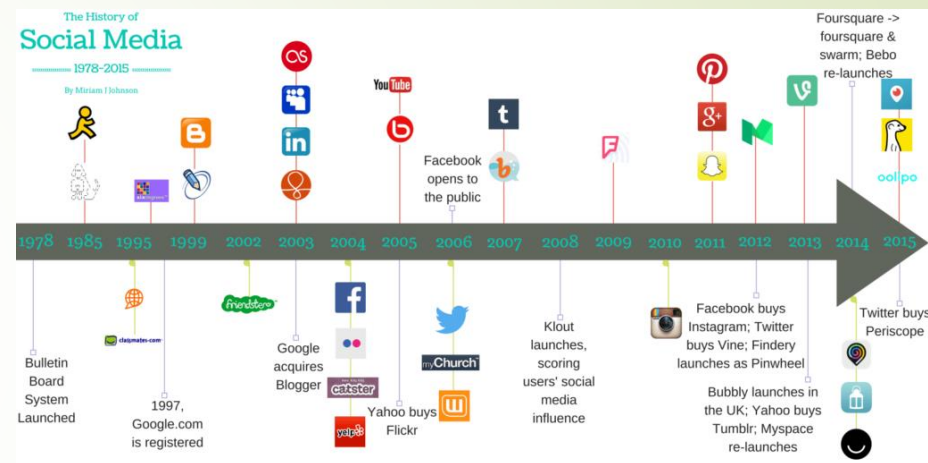 The History of
Social Media
1978-2015
By Miriam J Johnson
Foursquare ->
foursquare &
swarm; Bebo
re-launches
You Tube
Facebook
opens to
the public
oolipo
1978 1985 1995 1999 2002 2003 2004 2005 2006 2007 2008 2009 2010 2011 2012 2013 2014 2015
Bulletin
Board
System
Launched
classmates.com
1997,
Google.com
is registered
friendster
Google
acquires
Blogger
catster
yelp
Yahoo buys
Flickr
myChurch
Klout
launches,
scoring
users' social
media
influence
Facebook buys
Instagram; Twitter
buys Vine; Findery
launches as Pinwheel
Bubbly launches in
the UK; Yahoo buys
Tumblr; Myspace
re-launches
Twitter buys
Periscope